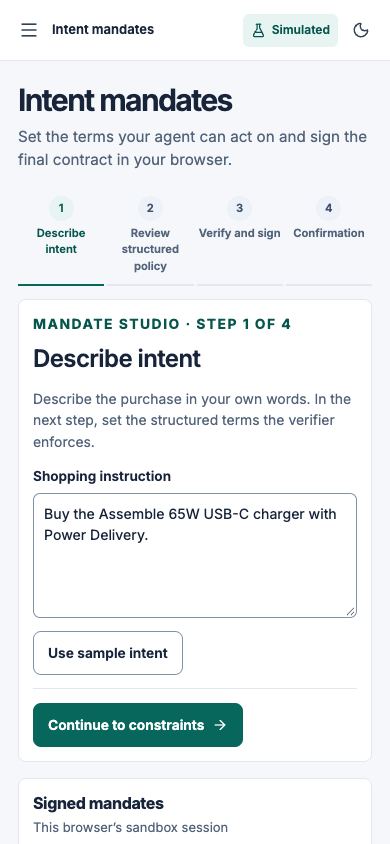 Intent mandates
Simulated
Intent mandates
Set the terms your agent can act on and sign the
final contract in your browser.
1
Describe
intent
2
Review
structured
policy
3
Verify and sign
4
Confirmation
MANDATE STUDIO · STEP 1 OF 4
Describe intent
Describe the purchase in your own words. In the
next step, set the structured terms the verifier
enforces.
Shopping instruction
Buy the Assemble 65W USB-C charger with
Power Delivery.
Use sample intent
Continue to constraints →
Signed mandates
This browser’s sandbox session